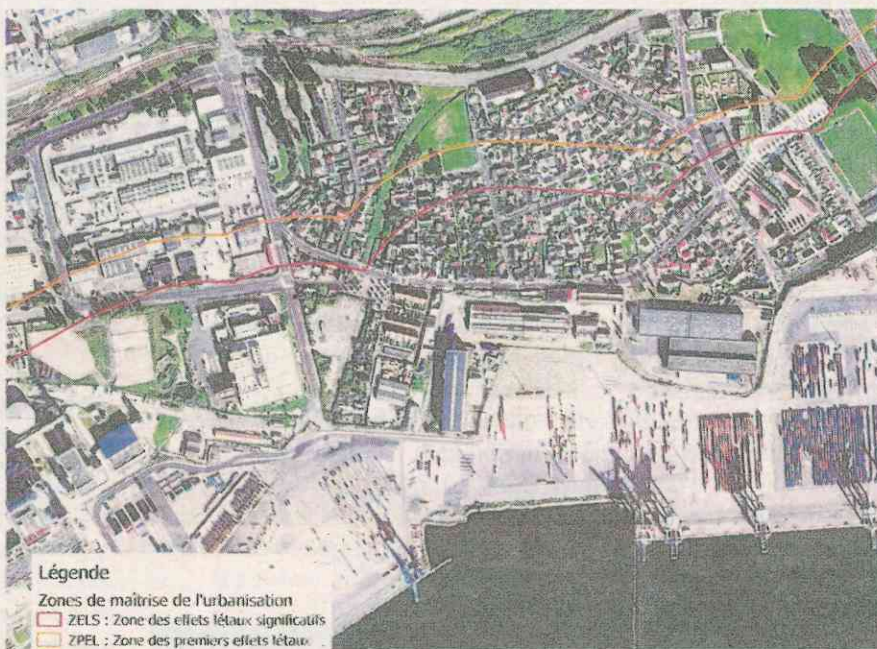 Légende
Zones de maîtrise de l'urbanisation
ZELS : Zone des effets létaux significatifs
ZPEL : Zone des premiers effets létaux